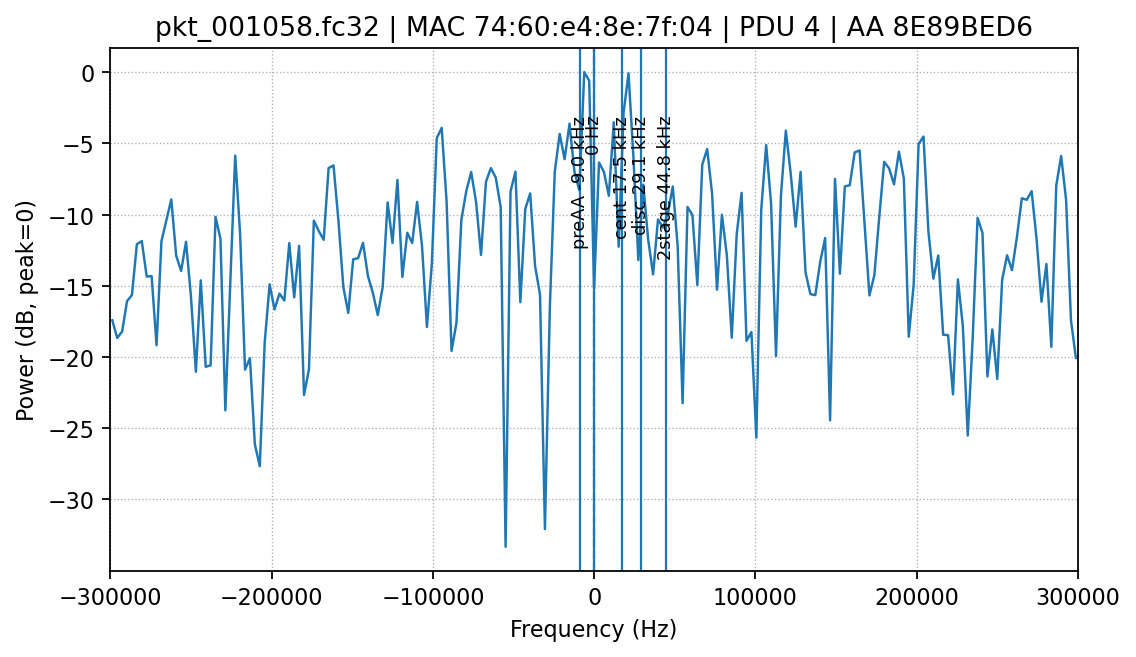 pkt_001058.fc32 | MAC 74:60:e4:8e:7f:04 | PDU 4 | AA 8E89BED6
Power (dB, peak=0)
0
−5
−10
−15
−20
−25
−30
preAA −9.0 kHz
0 Hz
cent 17.5 kHz
disc 29.1 kHz
2stage 44.8 kHz
−300000
−200000
−100000
0
100000
200000
300000
Frequency (Hz)